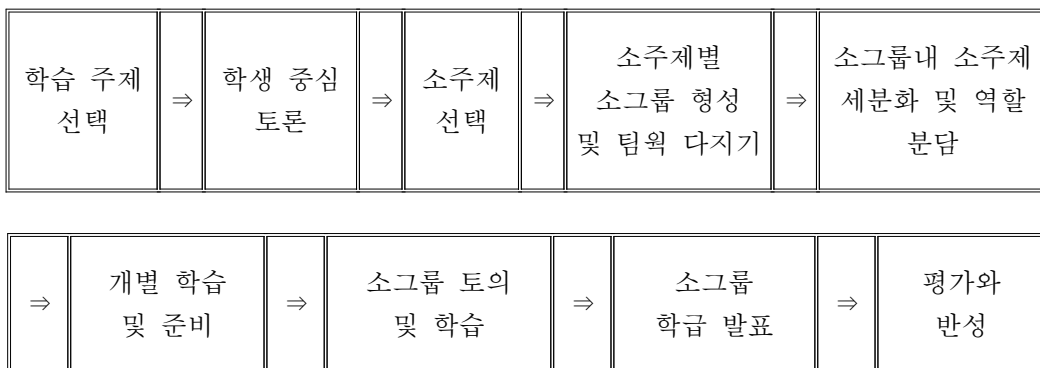 학습 주제
선택
⇒
학생 중심
토론
⇒
소주제
선택
⇒
소주제별
소그룹 형성
및 팀웍 다지기
⇒
소그룹내 소주제
세분화 및 역할
분담
⇒
개별 학습
및 준비
⇒
소그룹 토의
및 학습
⇒
소그룹
학급 발표
⇒
평가와
반성